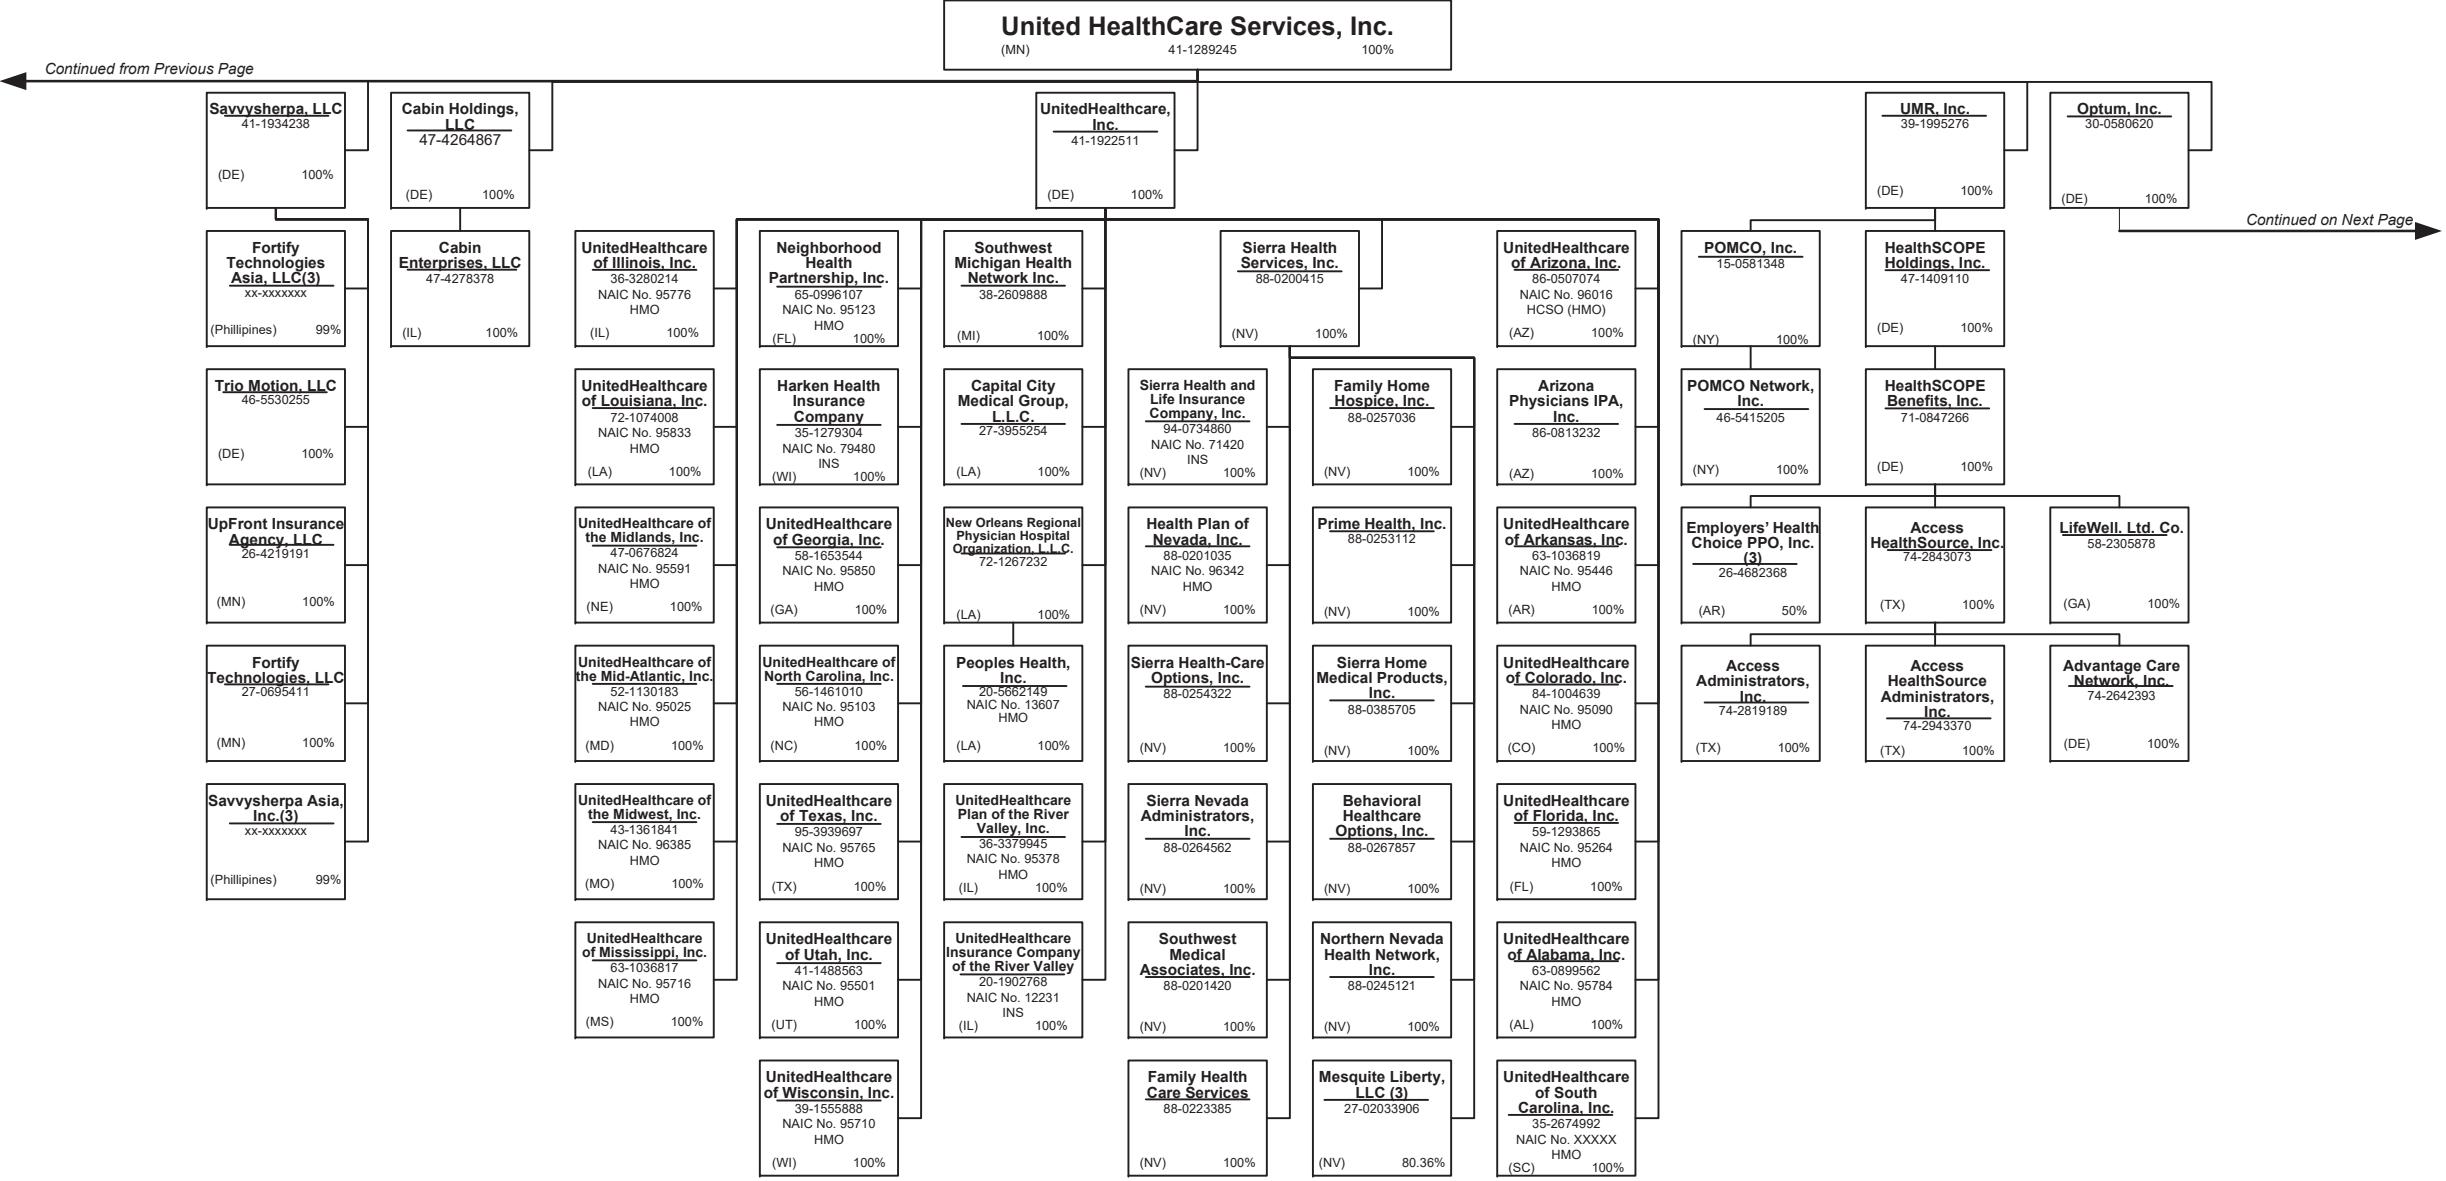 United HealthCare Services, Inc.
(MN) 41-1289245 100%
Continued from Previous Page
Savvysherpa, LLC
41-1934238
(DE) 100%
Cabin Holdings,
LLC
47-4264867
(DE) 100%
UnitedHealthcare,
Inc.
41-1922511
(DE) 100%
UMR, Inc.
39-1995276
(DE) 100%
Optum, Inc.
30-0580620
(DE) 100%
Continued on Next Page
Fortify
Technologies
Asia, LLC(3)
xx-xxxxxxx
(Phillipines) 99%
Cabin
Enterprises, LLC
47-4278378
(IL) 100%
UnitedHealthcare
of Illinois, Inc.
36-3280214
NAIC No. 95776
HMO
(IL) 100%
Neighborhood
Health
Partnership, Inc.
65-0996107
NAIC No. 95123
HMO
(FL) 100%
Southwest
Michigan Health
Network Inc.
38-2609888
(MI) 100%
Sierra Health
Services, Inc.
88-0200415
(NV) 100%
UnitedHealthcare
of Arizona, Inc.
86-0507074
NAIC No. 96016
HCSO (HMO)
(AZ) 100%
POMCO, Inc.
15-0581348
(NY) 100%
HealthSCOPE
Holdings, Inc.
47-1409110
(DE) 100%
Trio Motion, LLC
46-5530255
(DE) 100%
UnitedHealthcare
of Louisiana, Inc.
72-1074008
NAIC No. 95833
HMO
(LA) 100%
Harken Health
Insurance
Company
35-1279304
NAIC No. 79480
INS
(WI) 100%
Capital City
Medical Group,
L.L.C.
27-3955254
(LA) 100%
Sierra Health and
Life Insurance
Company, Inc.
94-0734860
NAIC No. 71420
INS
(NV) 100%
Family Home
Hospice, Inc.
88-0257036
(NV) 100%
Arizona
Physicians IPA,
Inc.
86-0813232
(AZ) 100%
POMCO Network,
Inc.
46-5415205
(NY) 100%
HealthSCOPE
Benefits, Inc.
71-0847266
(DE) 100%
UpFront Insurance
Agency, LLC
26-4219191
(MN) 100%
UnitedHealthcare of
the Midlands, Inc.
47-0676824
NAIC No. 95591
HMO
(NE) 100%
UnitedHealthcare
of Georgia, Inc.
58-1653544
NAIC No. 95850
HMO
(GA) 100%
New Orleans Regional
Physician Hospital
Organization, L.L.C.
72-1267232
(LA) 100%
Health Plan of
Nevada, Inc.
88-0201035
NAIC No. 96342
HMO
(NV) 100%
Prime Health, Inc.
88-0253112
(NV) 100%
UnitedHealthcare
of Arkansas, Inc.
63-1036819
NAIC No. 95446
HMO
(AR) 100%
Employers’ Health
Choice PPO, Inc.
(3)
26-4682368
(AR) 50%
Access
HealthSource, Inc.
74-2843073
(TX) 100%
LifeWell, Ltd. Co.
58-2305878
(GA) 100%
Fortify
Technologies, LLC
27-0695411
(MN) 100%
UnitedHealthcare of
the Mid-Atlantic, Inc.
52-1130183
NAIC No. 95025
HMO
(MD) 100%
UnitedHealthcare of
North Carolina, Inc.
56-1461010
NAIC No. 95103
HMO
(NC) 100%
Peoples Health,
Inc.
20-5662149
NAIC No. 13607
HMO
(LA) 100%
Sierra Health-Care
Options, Inc.
88-0254322
(NV) 100%
Sierra Home
Medical Products,
Inc.
88-0385705
(NV) 100%
UnitedHealthcare
of Colorado, Inc.
84-1004639
NAIC No. 95090
HMO
(CO) 100%
Access
Administrators,
Inc.
74-2819189
(TX) 100%
Access
HealthSource
Administrators,
Inc.
74-2943370
(TX) 100%
Advantage Care
Network, Inc.
74-2642393
(DE) 100%
Savvysherpa Asia,
Inc.(3)
xx-xxxxxxx
(Phillipines) 99%
UnitedHealthcare of
the Midwest, Inc.
43-1361841
NAIC No. 96385
HMO
(MO) 100%
UnitedHealthcare
of Texas, Inc.
95-3939697
NAIC No. 95765
HMO
(TX) 100%
UnitedHealthcare
Plan of the River
Valley, Inc.
36-3379945
NAIC No. 95378
HMO
(IL) 100%
Sierra Nevada
Administrators,
Inc.
88-0264562
(NV) 100%
Behavioral
Healthcare
Options, Inc.
88-0267857
(NV) 100%
UnitedHealthcare
of Florida, Inc.
59-1293865
NAIC No. 95264
HMO
(FL) 100%
UnitedHealthcare
of Mississippi, Inc.
63-1036817
NAIC No. 95716
HMO
(MS) 100%
UnitedHealthcare
of Utah, Inc.
41-1488563
NAIC No. 95501
HMO
(UT) 100%
UnitedHealthcare
Insurance Company
of the River Valley
20-1902768
NAIC No. 12231
INS
(IL) 100%
Southwest
Medical
Associates, Inc.
88-0201420
(NV) 100%
Northern Nevada
Health Network,
Inc.
88-0245121
(NV) 100%
UnitedHealthcare
of Alabama, Inc.
63-0899562
NAIC No. 95784
HMO
(AL) 100%
UnitedHealthcare
of Wisconsin, Inc.
39-1555888
NAIC No. 95710
HMO
(WI) 100%
Family Health
Care Services
88-0223385
(NV) 100%
Mesquite Liberty,
LLC (3)
27-02033906
(NV) 80.36%
UnitedHealthcare
of South
Carolina, Inc.
35-2674992
NAIC No. XXXXX
HMO
(SC) 100%